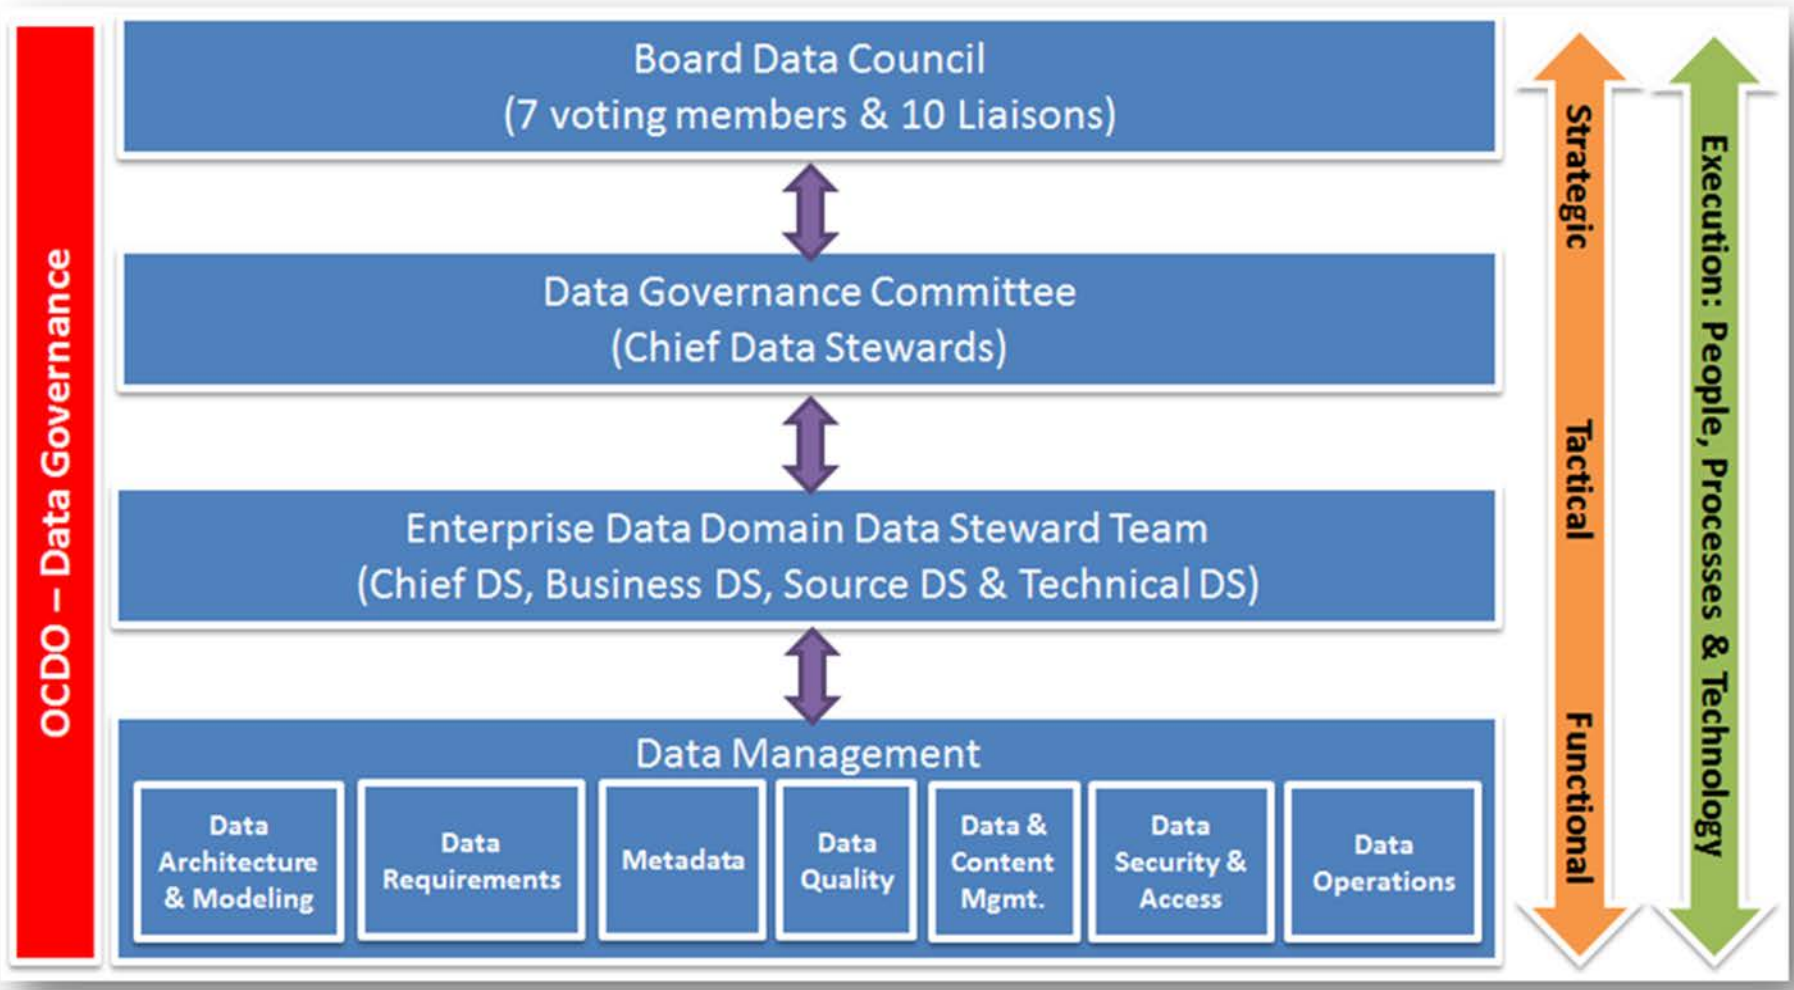 OCDO – Data Governance
Board Data Council
(7 voting members & 10 Liaisons)
Data Governance Committee
(Chief Data Stewards)
Enterprise Data Domain Data Steward Team
(Chief DS, Business DS, Source DS & Technical DS)
Data Management
Data
Architecture
& Modeling
Data
Requirements
Metadata
Data
Quality
Data &
Content
Mgmt.
Data
Security &
Access
Data
Operations
Strategic
Tactical
Functional
Execution: People, Processes & Technology